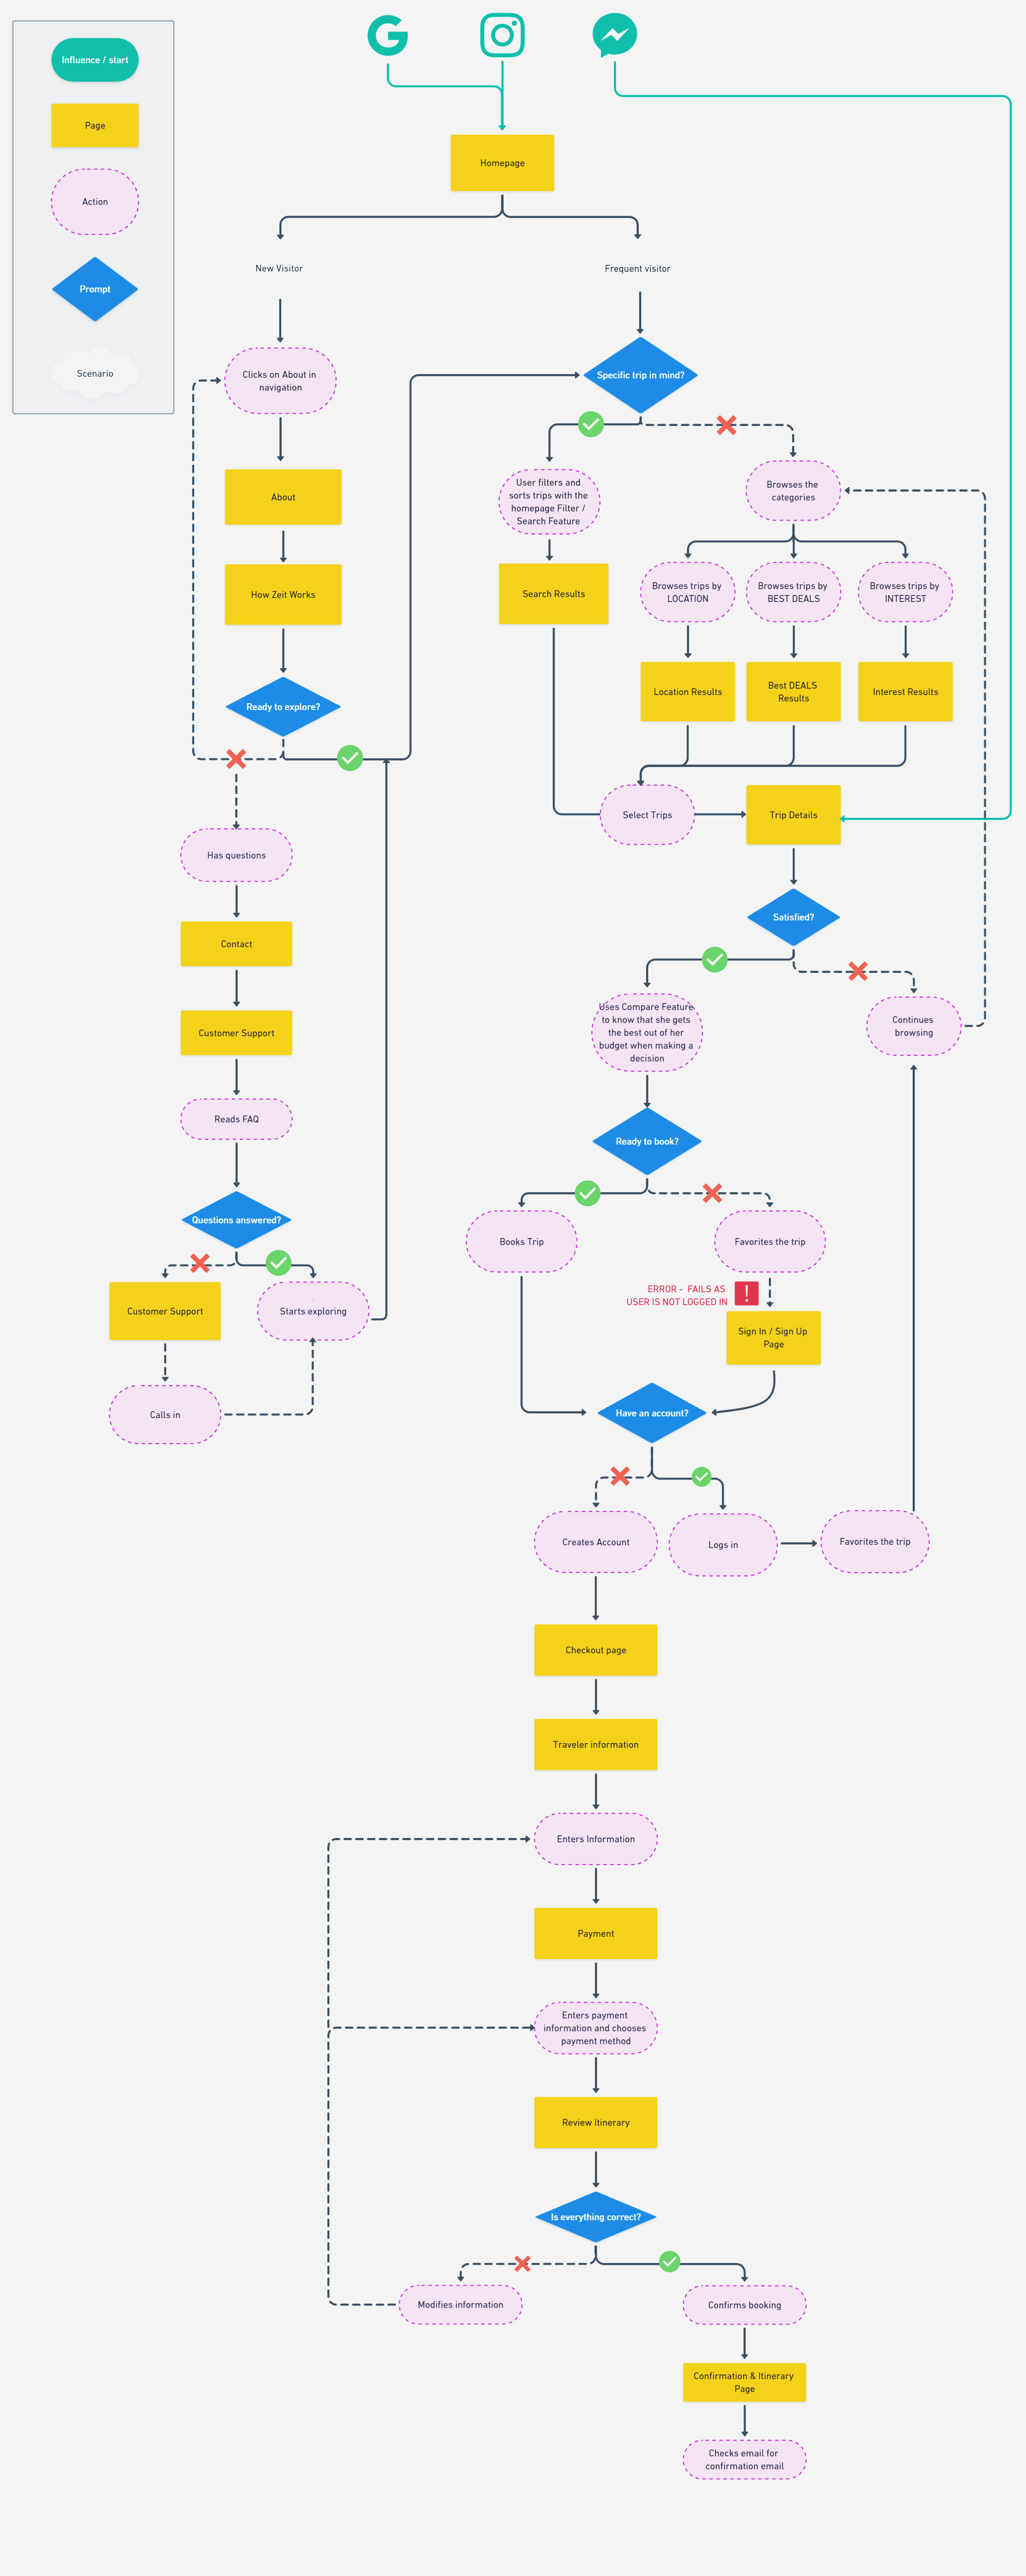 Influence / start
Page
Action
Prompt
Scenario
Homepage
New Visitor
Frequent visitor
Clicks on About in
navigation
About
How Zeit Works
Ready to explore?
Has questions
Contact
Customer Support
Reads FAQ
Questions answered?
Customer Support
Starts exploring
Calls in
Specific trip in mind?
User filters and
sorts trips with the
homepage Filter /
Search Feature
Search Results
Browses the
categories
Browses trips by
LOCATION
Browses trips by
BEST DEALS
Browses trips by
INTEREST
Location Results
Best DEALS
Results
Interest Results
Select Trips
Trip Details
Satisfied?
Uses Compare Feature
to know that she gets
the best out of her
budget when making a
decision
Continues
browsing
Ready to book?
Books Trip
Favorites the trip
ERROR - FAILS AS
USER IS NOT LOGGED IN
!
Sign In / Sign Up
Page
Have an account?
Creates Account
Logs in
Favorites the trip
Checkout page
Traveler information
Enters Information
Payment
Enters payment
information and chooses
payment method
Review Itinerary
Is everything correct?
Modifies information
Confirms booking
Confirmation & Itinerary
Page
Checks email for
confirmation email